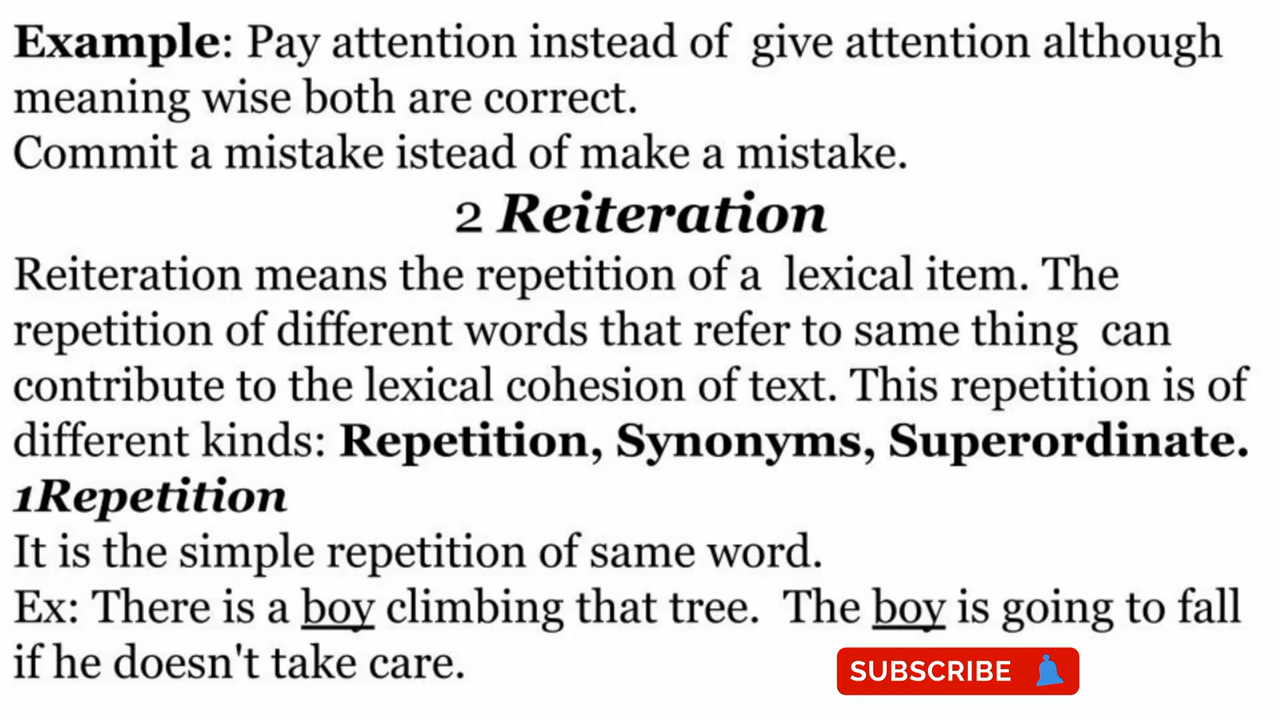 Example: Pay attention instead of give attention although
meaning wise both are correct.
Commit a mistake istead of make a mistake.
2 Reiteration
Reiteration means the repetition of a lexical item. The
repetition of different words that refer to same thing can
contribute to the lexical cohesion of text. This repetition is of
different kinds: Repetition, Synonyms, Superordinate.
1Repetition
It is the simple repetition of same word.
Ex: There is a boy climbing that tree. The boy is going to fall
if he doesn't take care.
SUBSCRIBE